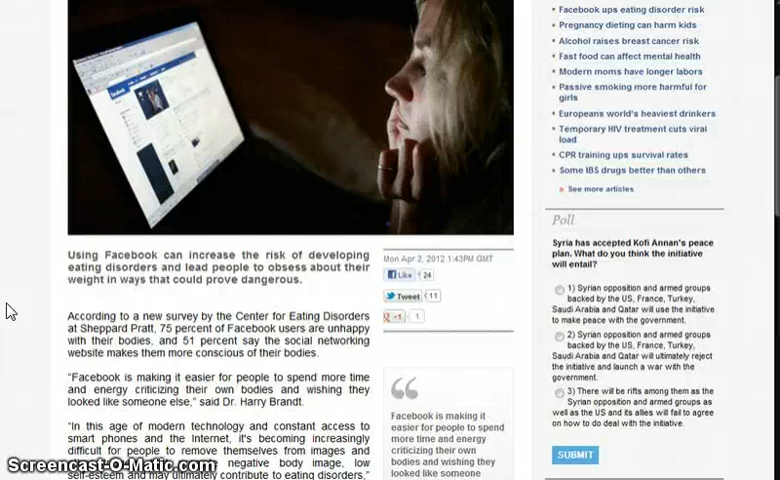 Using Facebook can increase the risk of developing
eating disorders and lead people to obsess about their
weight in ways that could prove dangerous.
According to a new survey by the Center for Eating Disorders
at Sheppard Pratt, 75 percent of Facebook users are unhappy
with their bodies, and 51 percent say the social networking
website makes them more conscious of their bodies.
“Facebook is making it easier for people to spend more time
and energy criticizing their own bodies and wishing they
looked like someone else,” said Dr. Harry Brandt.
“In this age of modern technology and constant access to
smart phones and the Internet, it's becoming increasingly
difficult for people to remove themselves from images and
negative body image, low
self-esteem and may ultimately contribute to eating disorders,”
Screencast-O-Matic.com
Mon Apr 2, 2012 1:43PM GMT
Like 24
Tweet 11
+1 1
Facebook is making it
easier for people to spend
more time and energy
criticizing their own
bodies and wishing they
looked like someone
Facebook ups eating disorder risk
Pregnancy dieting can harm kids
Alcohol raises breast cancer risk
Fast food can affect mental health
Modern moms have longer labors
Passive smoking more harmful for
girls
Europeans world's heaviest drinkers
Temporary HIV treatment cuts viral
load
CPR training ups survival rates
Some IBS drugs better than others
See more articles
Poll
Syria has accepted Kofi Annan's peace
plan. What do you think the initiative
will entail?
1) Syrian opposition and armed groups
backed by the US, France, Turkey,
Saudi Arabia and Qatar will use the initiative
to make peace with the government.
2) Syrian opposition and armed groups
backed by the US, France, Turkey,
Saudi Arabia and Qatar will ultimately reject
the initiative and launch a war with the
government.
3) There will be rifts among them as the
Syrian opposition and armed groups as
well as the US and its allies will fail to agree
on how to do deal with the initiative.
SUBMIT